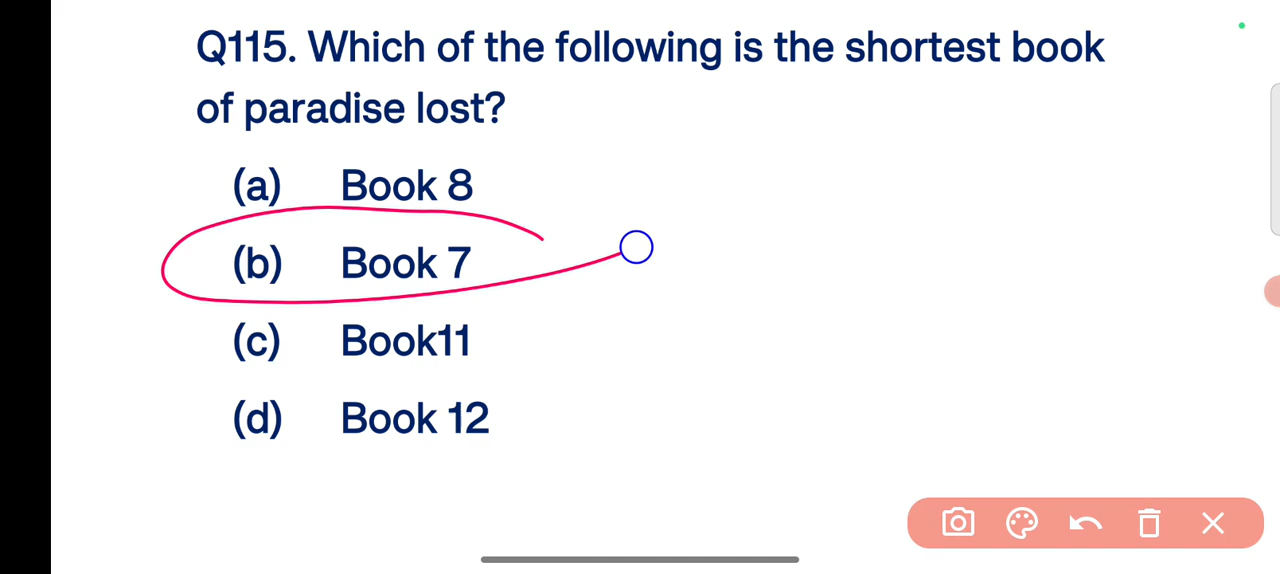 Q115. Which of the following is the shortest book
of paradise lost?
(a) Book 8
(b) Book 7
(c) Book11
(d) Book 12